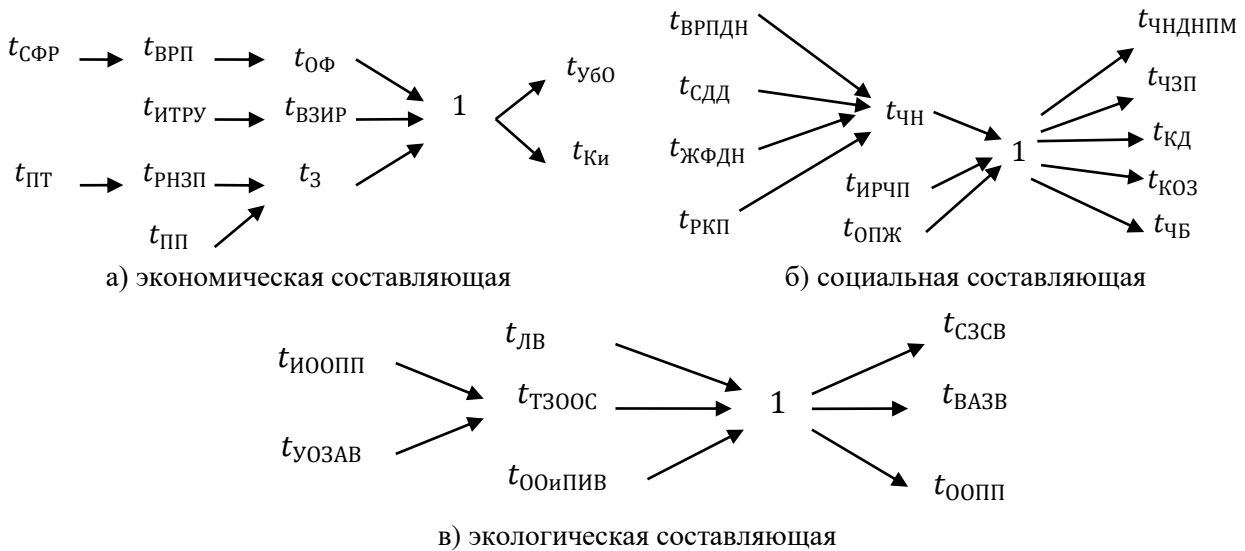 t_СФР t_ВРП t_ОФ
t_ИТРУ t_ВЗИР 1 t_УбО
t_Ки
t_ПТ t_РНЗП t_З
t_ПП
а) экономическая составляющая
t_ВРПДН t_ЧНДНПМ
t_СДД t_ЧЗП
t_ЧН t_КД
t_ЖФДН 1
t_ИРЧП t_КОЗ
t_РКП t_ОПЖ t_ЧБ
б) социальная составляющая
t_ЛВ t_СЗСВ
t_ИООПП
t_ТЗООС 1 t_ВАЗВ
t_УОЗАВ
t_ООиПИВ t_ООПП
в) экологическая составляющая